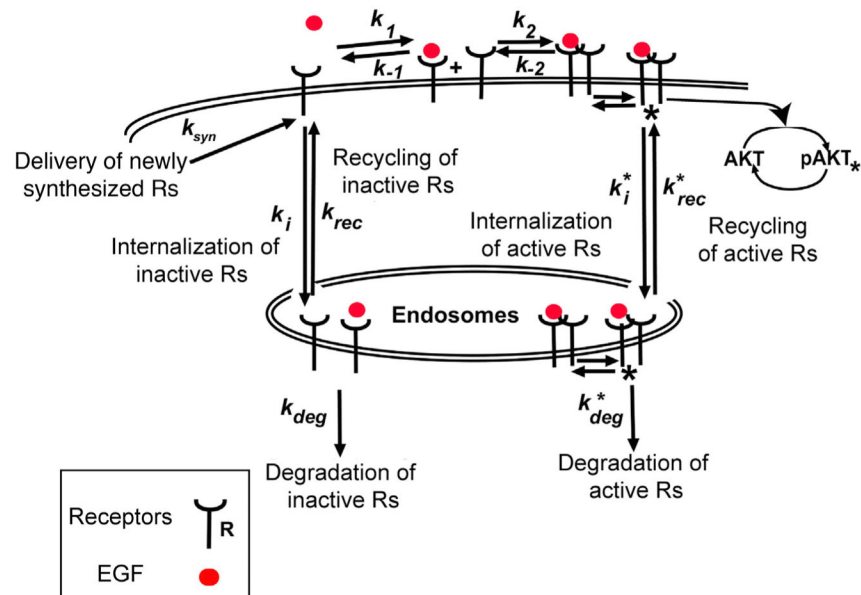 k1
k2
k-1
+
k-2
*
ksyn
Delivery of newly
synthesized Rs
Recycling of
inactive Rs
ki
krec
Internalization of
inactive Rs
Internalization
of active Rs
ki*
k*rec
Recycling
of active Rs
AKT pAKT*
Endosomes
*
kdeg
k*deg
Degradation of
inactive Rs
Degradation of
active Rs
Receptors
R
EGF